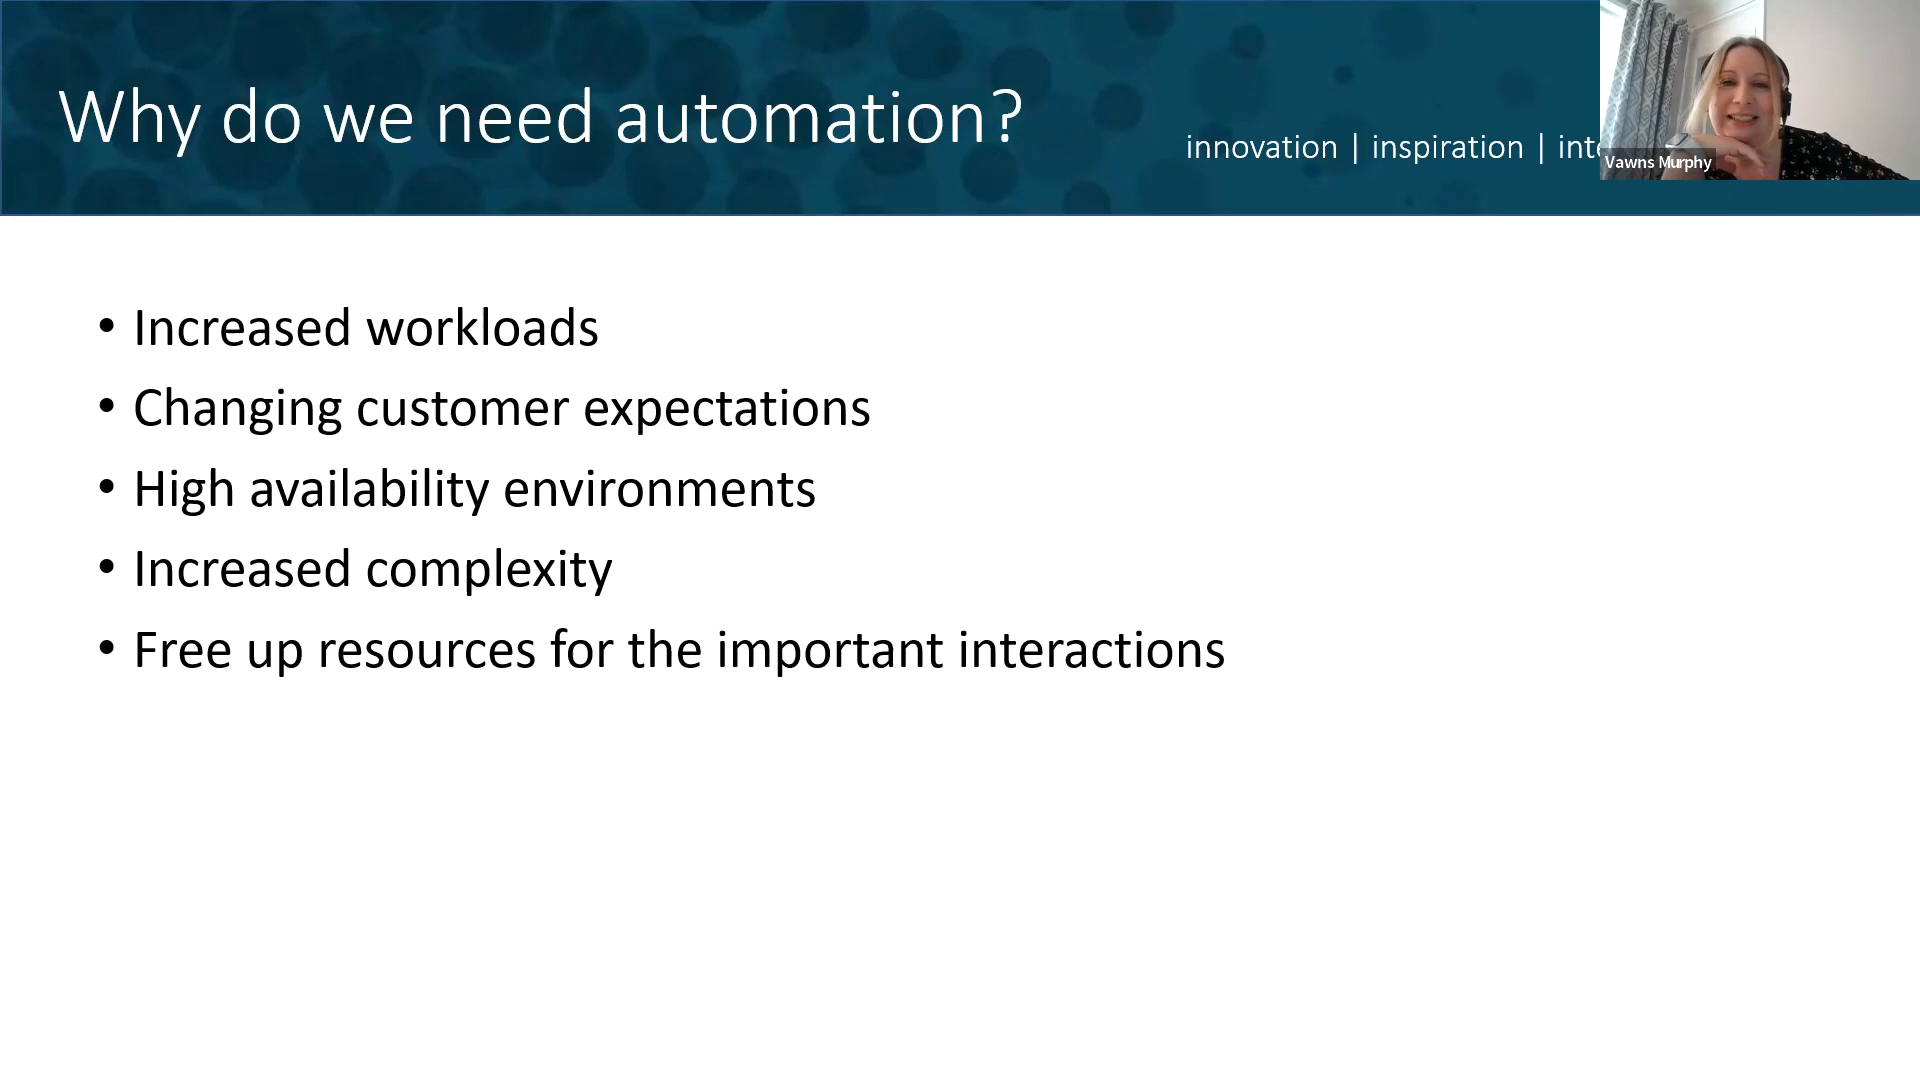 Why do we need automation?
innovation | inspiration |
Vawns Murphy
• Increased workloads
• Changing customer expectations
• High availability environments
• Increased complexity
• Free up resources for the important interactions